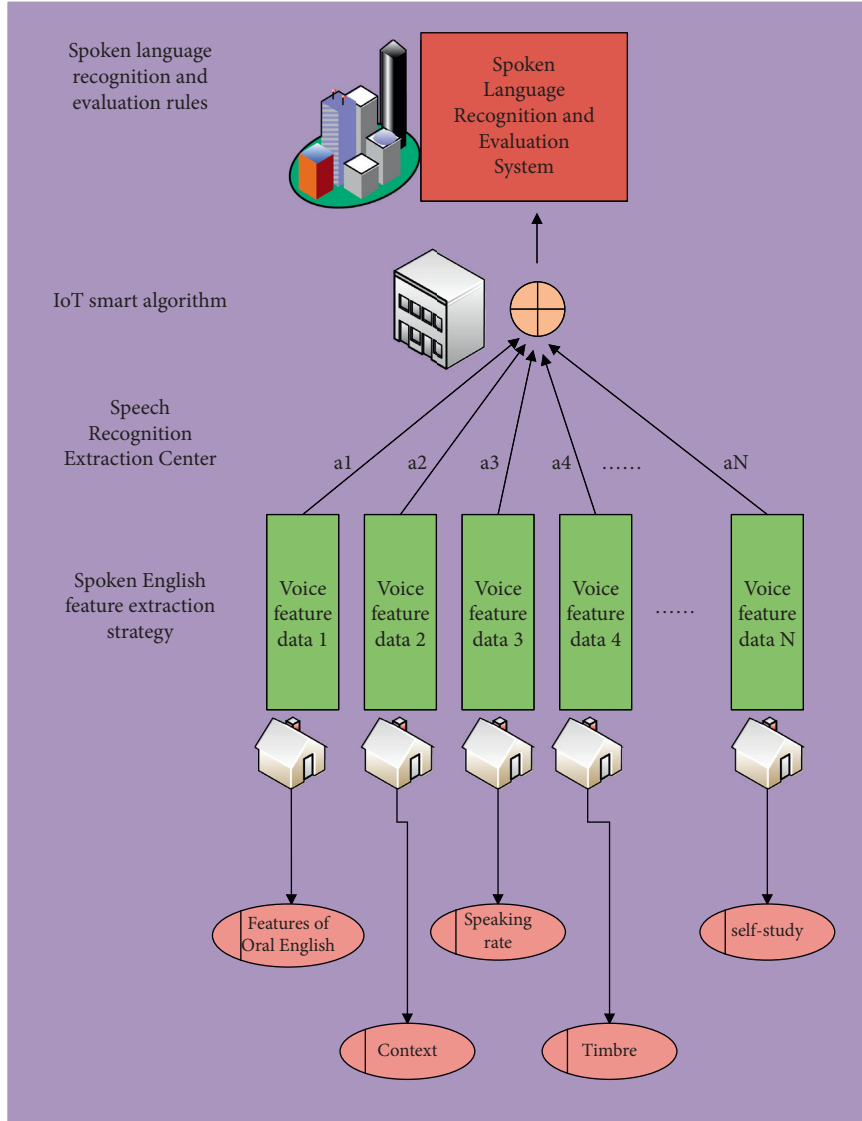 Spoken language
recognition and
evaluation rules
Spoken
Language
Recognition and
Evaluation
System
IoT smart algorithm
Speech
Recognition
Extraction Center
a1
a2
a3
a4
......
aN
Spoken English
feature extraction
strategy
Voice
feature
data 1
Voice
feature
data 2
Voice
feature
data 3
Voice
feature
data 4
......
Voice
feature
data N
Features of
Oral English
Speaking
rate
self-study
Context
Timbre